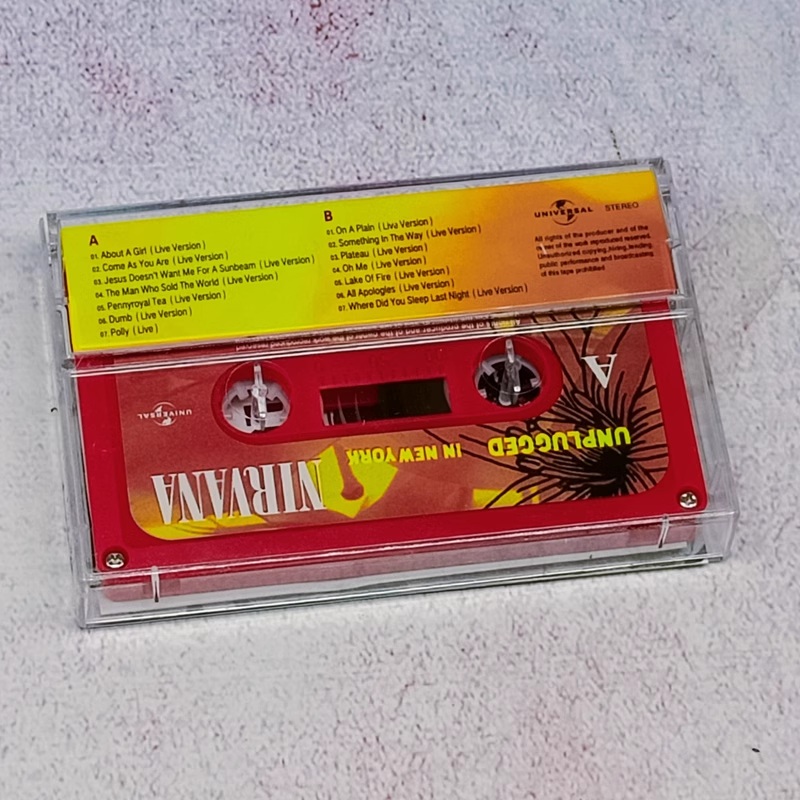 A
01. About A Girl ( Live Version )
02. Come As You Are ( Live Version )
03. Jesus Doesn't Want Me For A Sunbeam ( Live Version )
04. The Man Who Sold The World ( Live Version )
05. Pennyroyal Tea ( Live Version )
06. Dumb ( Live Version )
07. Polly ( Live )
B
01. On A Plain ( Liva Version )
02. Something In The Way ( Live Version )
03. Plateau ( Live Version )
04. Oh Me ( Live Version )
05. Lake Of Fire ( Live Version )
06. All Apologies ( Live Version )
07. Where Did You Sleep Last Night ( Live Version )
UNIVERSAL STEREO
All rights of the producer and of the
owner of the work reproduced reserved.
Unauthorized copying, hiring, lending,
public performance and broadcasting
of this tape prohibited
A
UNIVERSAL
UNPLUGGED
IN NEW YORK
NIRVANA